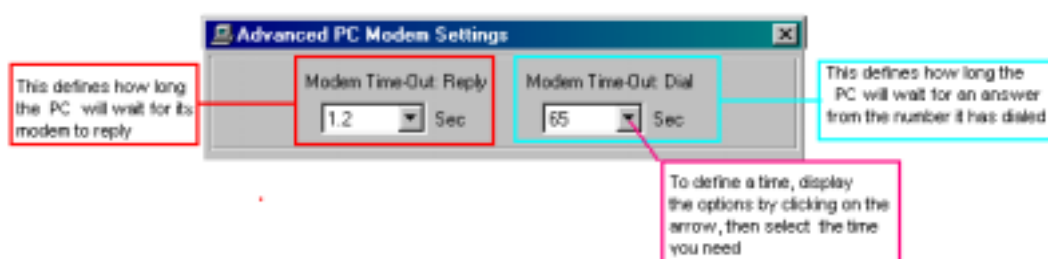 Advanced PC Modem Settings
This defines how long
the PC will wait for its
modem to reply
Modem Time-Out: Reply
1.2
Sec
Modem Time-Out: Dial
65
Sec
This defines how long the
PC will wait for an answer
from the number it has dialed
To define a time, display
the options by clicking on the
arrow, then select the time
you need